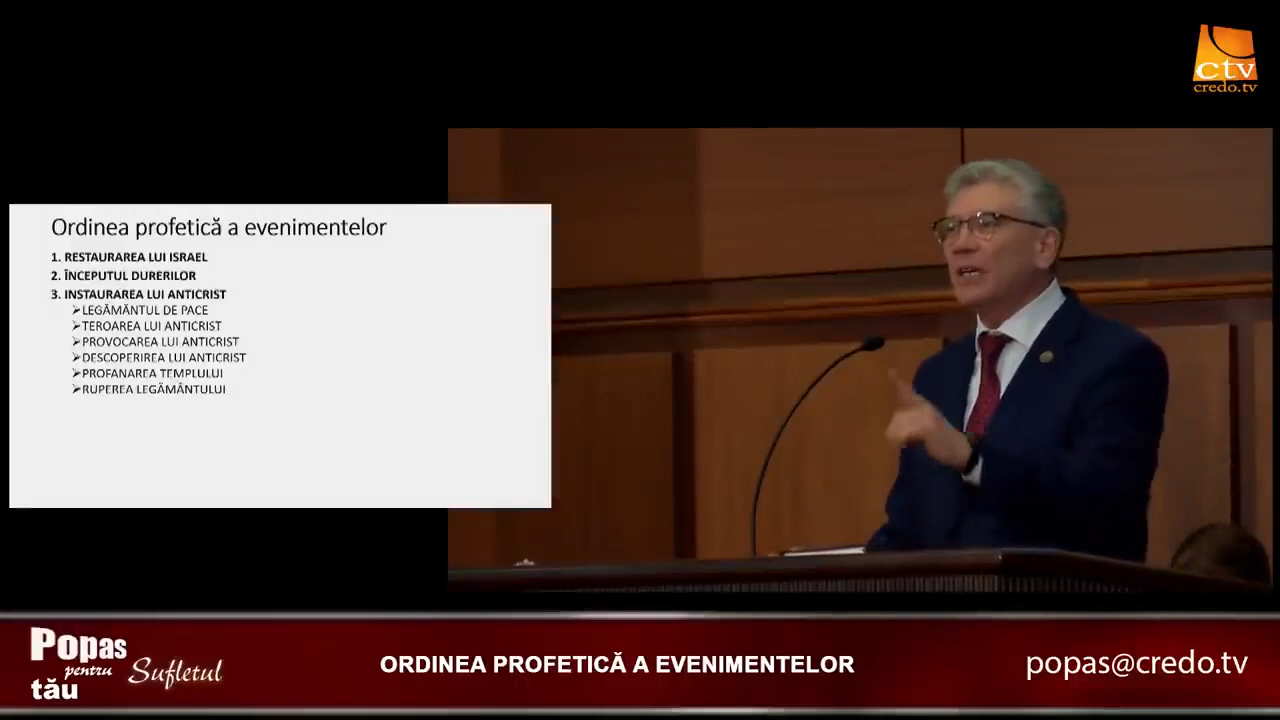 ctv
credo.tv
Ordinea profetică a evenimentelor
1. RESTAURAREA LUI ISRAEL
2. ÎNCEPUTUL DURERILOR
3. INSTAURAREA LUI ANTICRIST
➢LEGĂMÂNTUL DE PACE
➢TEROAREA LUI ANTICRIST
➢PROVOCAREA LUI ANTICRIST
➢DESCOPERIREA LUI ANTICRIST
➢PROFANAREA TEMPLULUI
➢RUPEREA LEGĂMÂNTULUI
Popas
pentru
tău Sufletul
ORDINEA PROFETICĂ A EVENIMENTELOR
popas@credo.tv